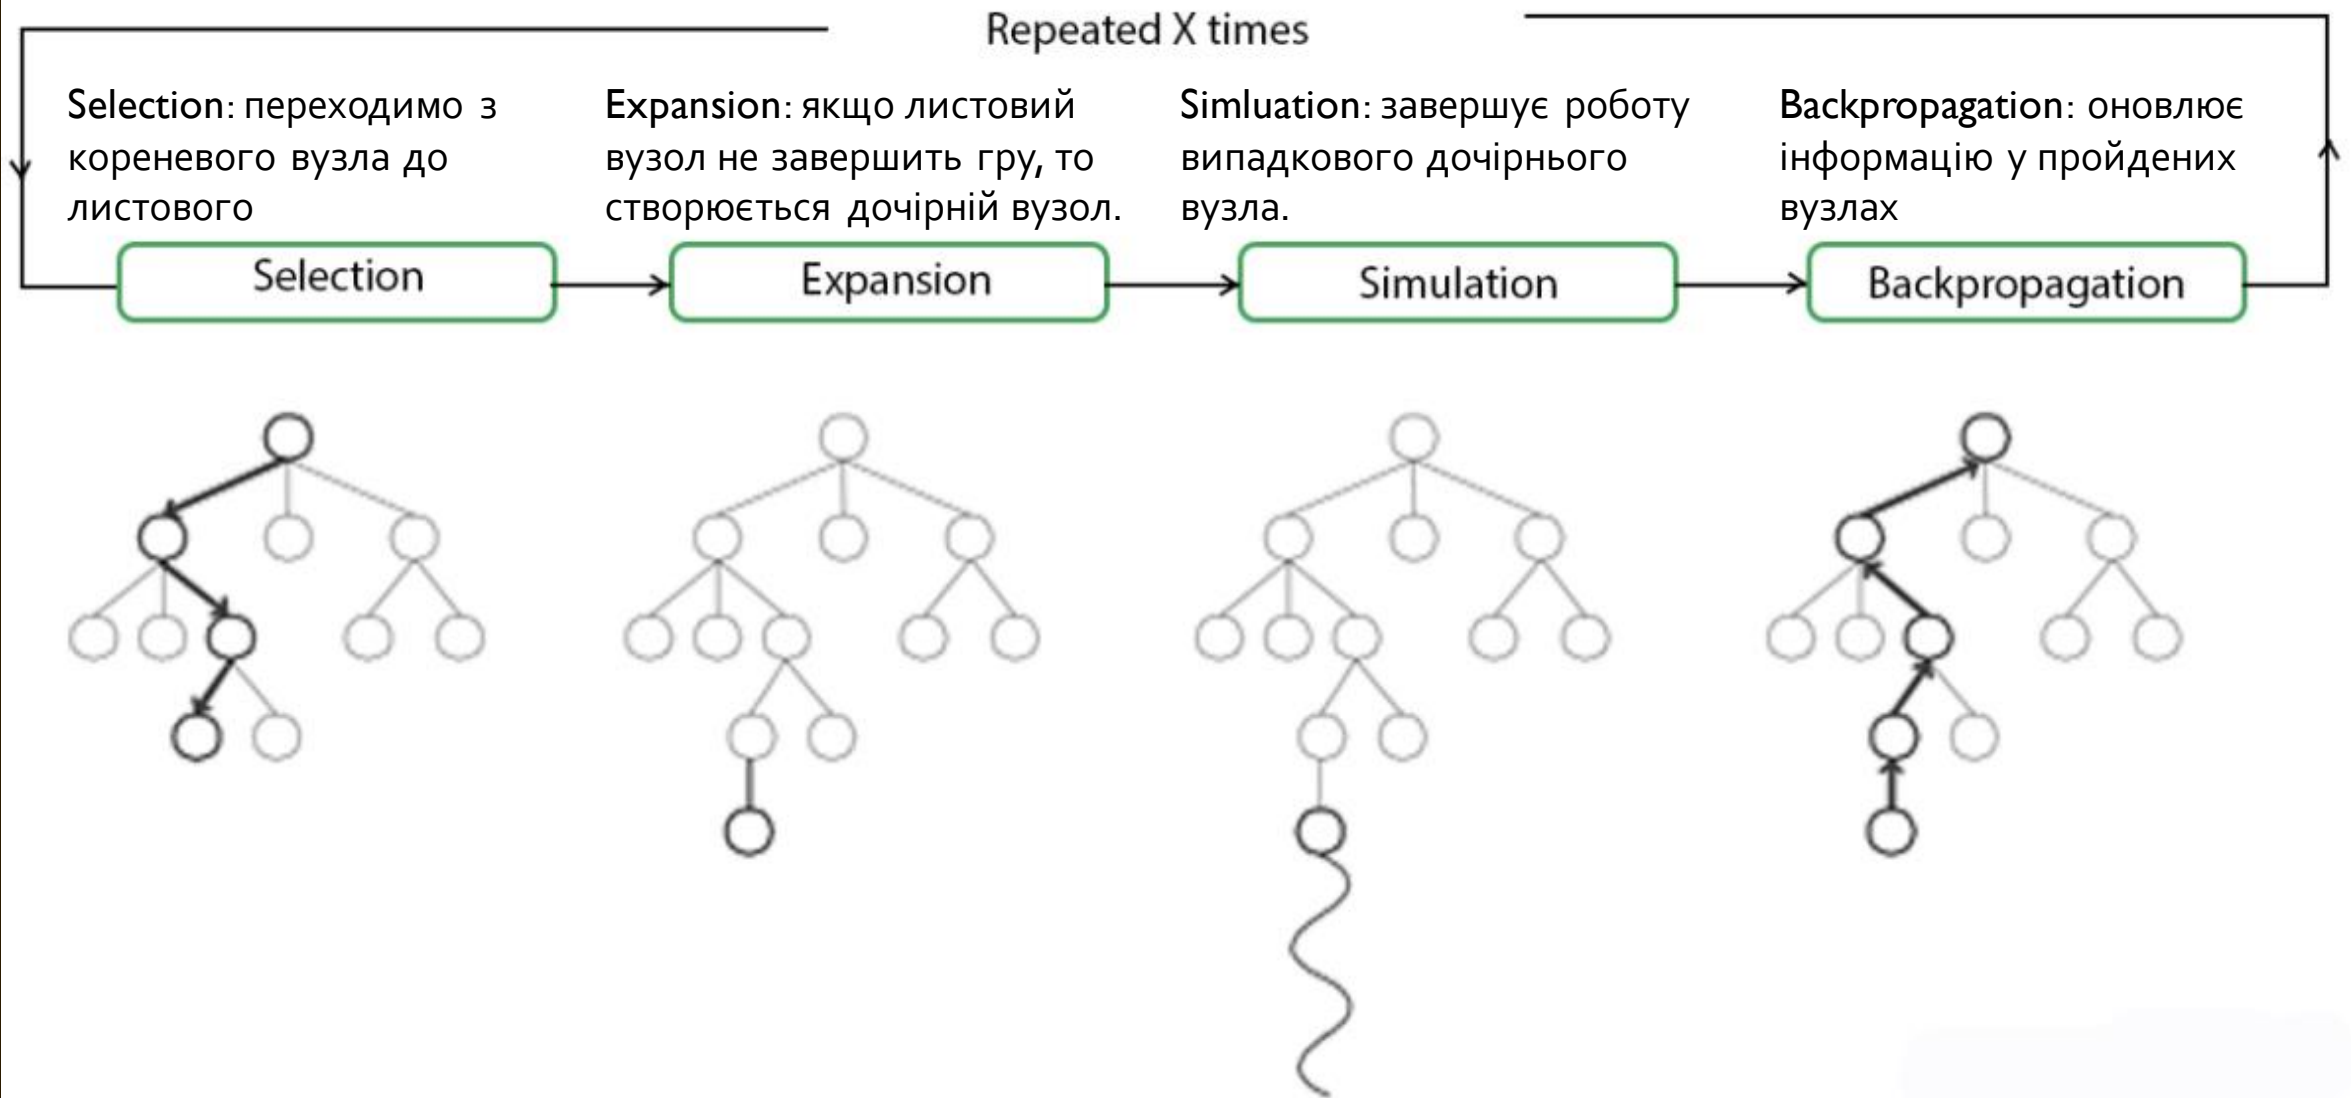 Repeated X times
Selection: переходимо з
кореневого вузла до
листового
Expansion: якщо листовий
вузол не завершить гру, то
створюється дочірній вузол.
Simluation: завершує роботу
випадкового дочірнього
вузла.
Backpropagation: оновлює
інформацію у пройдених
вузлах
Selection
Expansion
Simulation
Backpropagation